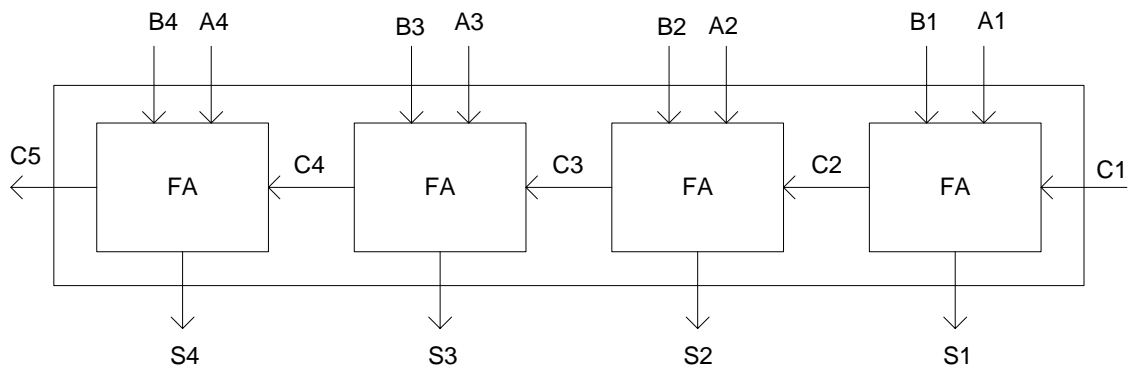 B4 A4 B3 A3 B2 A2 B1 A1
C5 FA C4 FA C3 FA C2 FA C1
S4 S3 S2 S1